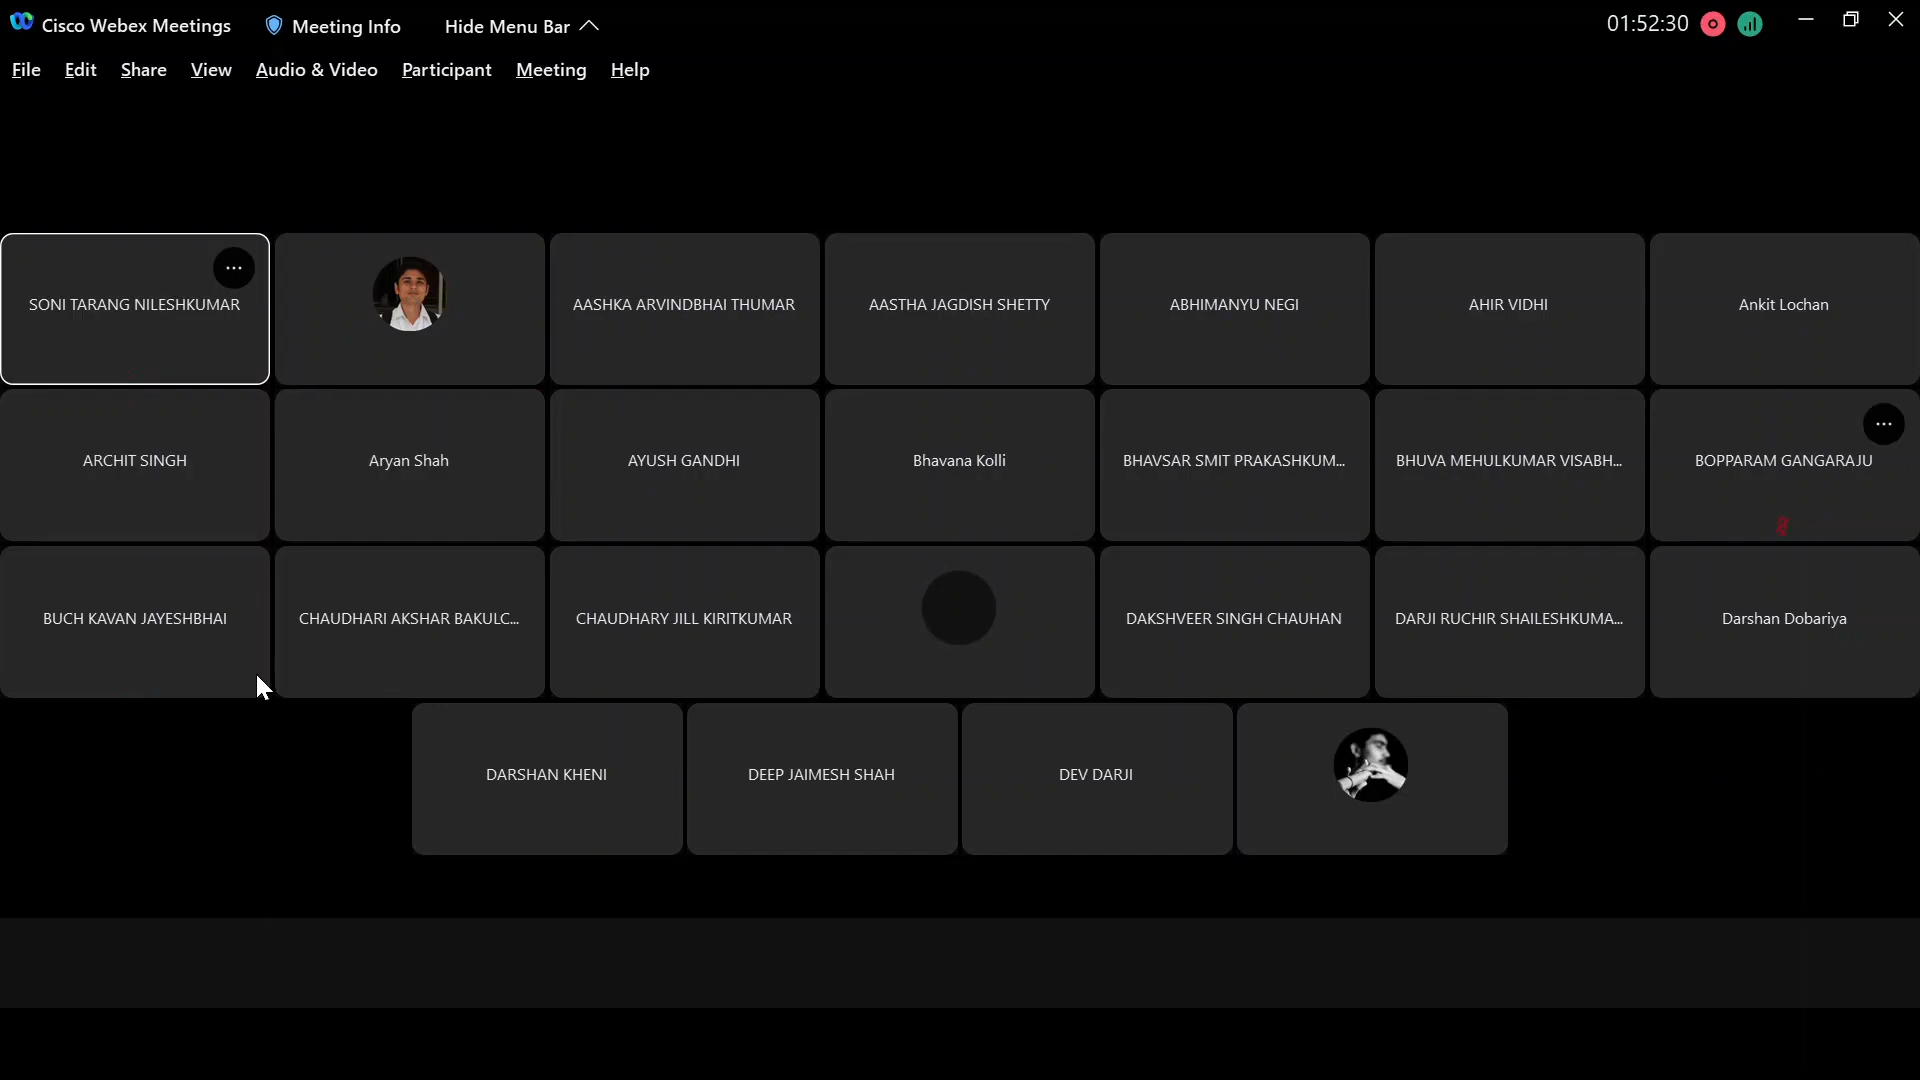 Cisco Webex Meetings
Meeting Info
Hide Menu Bar
01:52:30
File Edit Share View Audio & Video Participant Meeting Help
SONI TARANG NILESHKUMAR
AASHKA ARVINDBHAI THUMAR
AASTHA JAGDISH SHETTY
ABHIMANYU NEGI
AHIR VIDHI
Ankit Lochan
ARCHIT SINGH
Aryan Shah
AYUSH GANDHI
Bhavana Kolli
BHAVSAR SMIT PRAKASHKUM...
BHUVA MEHULKUMAR VISABH...
BOPPARAM GANGARAJU
BUCH KAVAN JAYESHBHAI
CHAUDHARI AKSHAR BAKULC...
CHAUDHARY JILL KIRITKUMAR
DAKSHVEER SINGH CHAUHAN
DARJI RUCHIR SHAILESHKUMA...
Darshan Dobariya
DARSHAN KHENI
DEEP JAIMESH SHAH
DEV DARJI